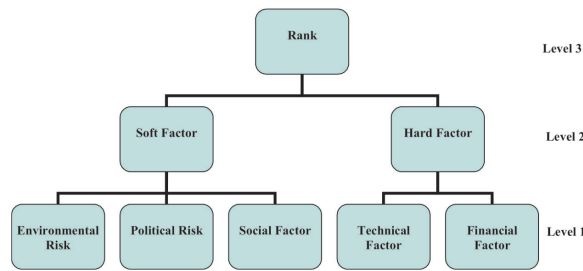 Rank
Level 3
Soft Factor
Hard Factor
Level 2
Environmental
Risk
Political Risk
Social Factor
Technical
Factor
Financial
Factor
Level 1